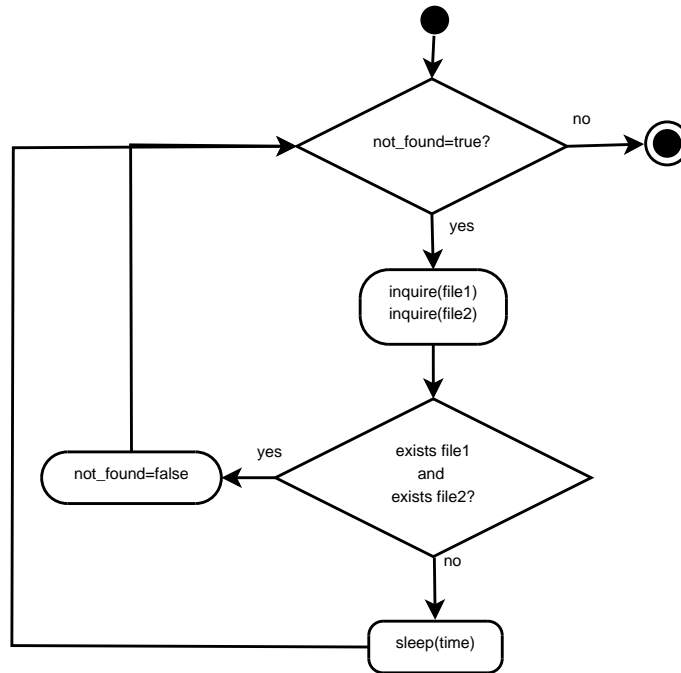 not_found=true?
no
yes
inquire(file1)
inquire(file2)
exists file1
and
exists file2?
yes
not_found=false
no
sleep(time)